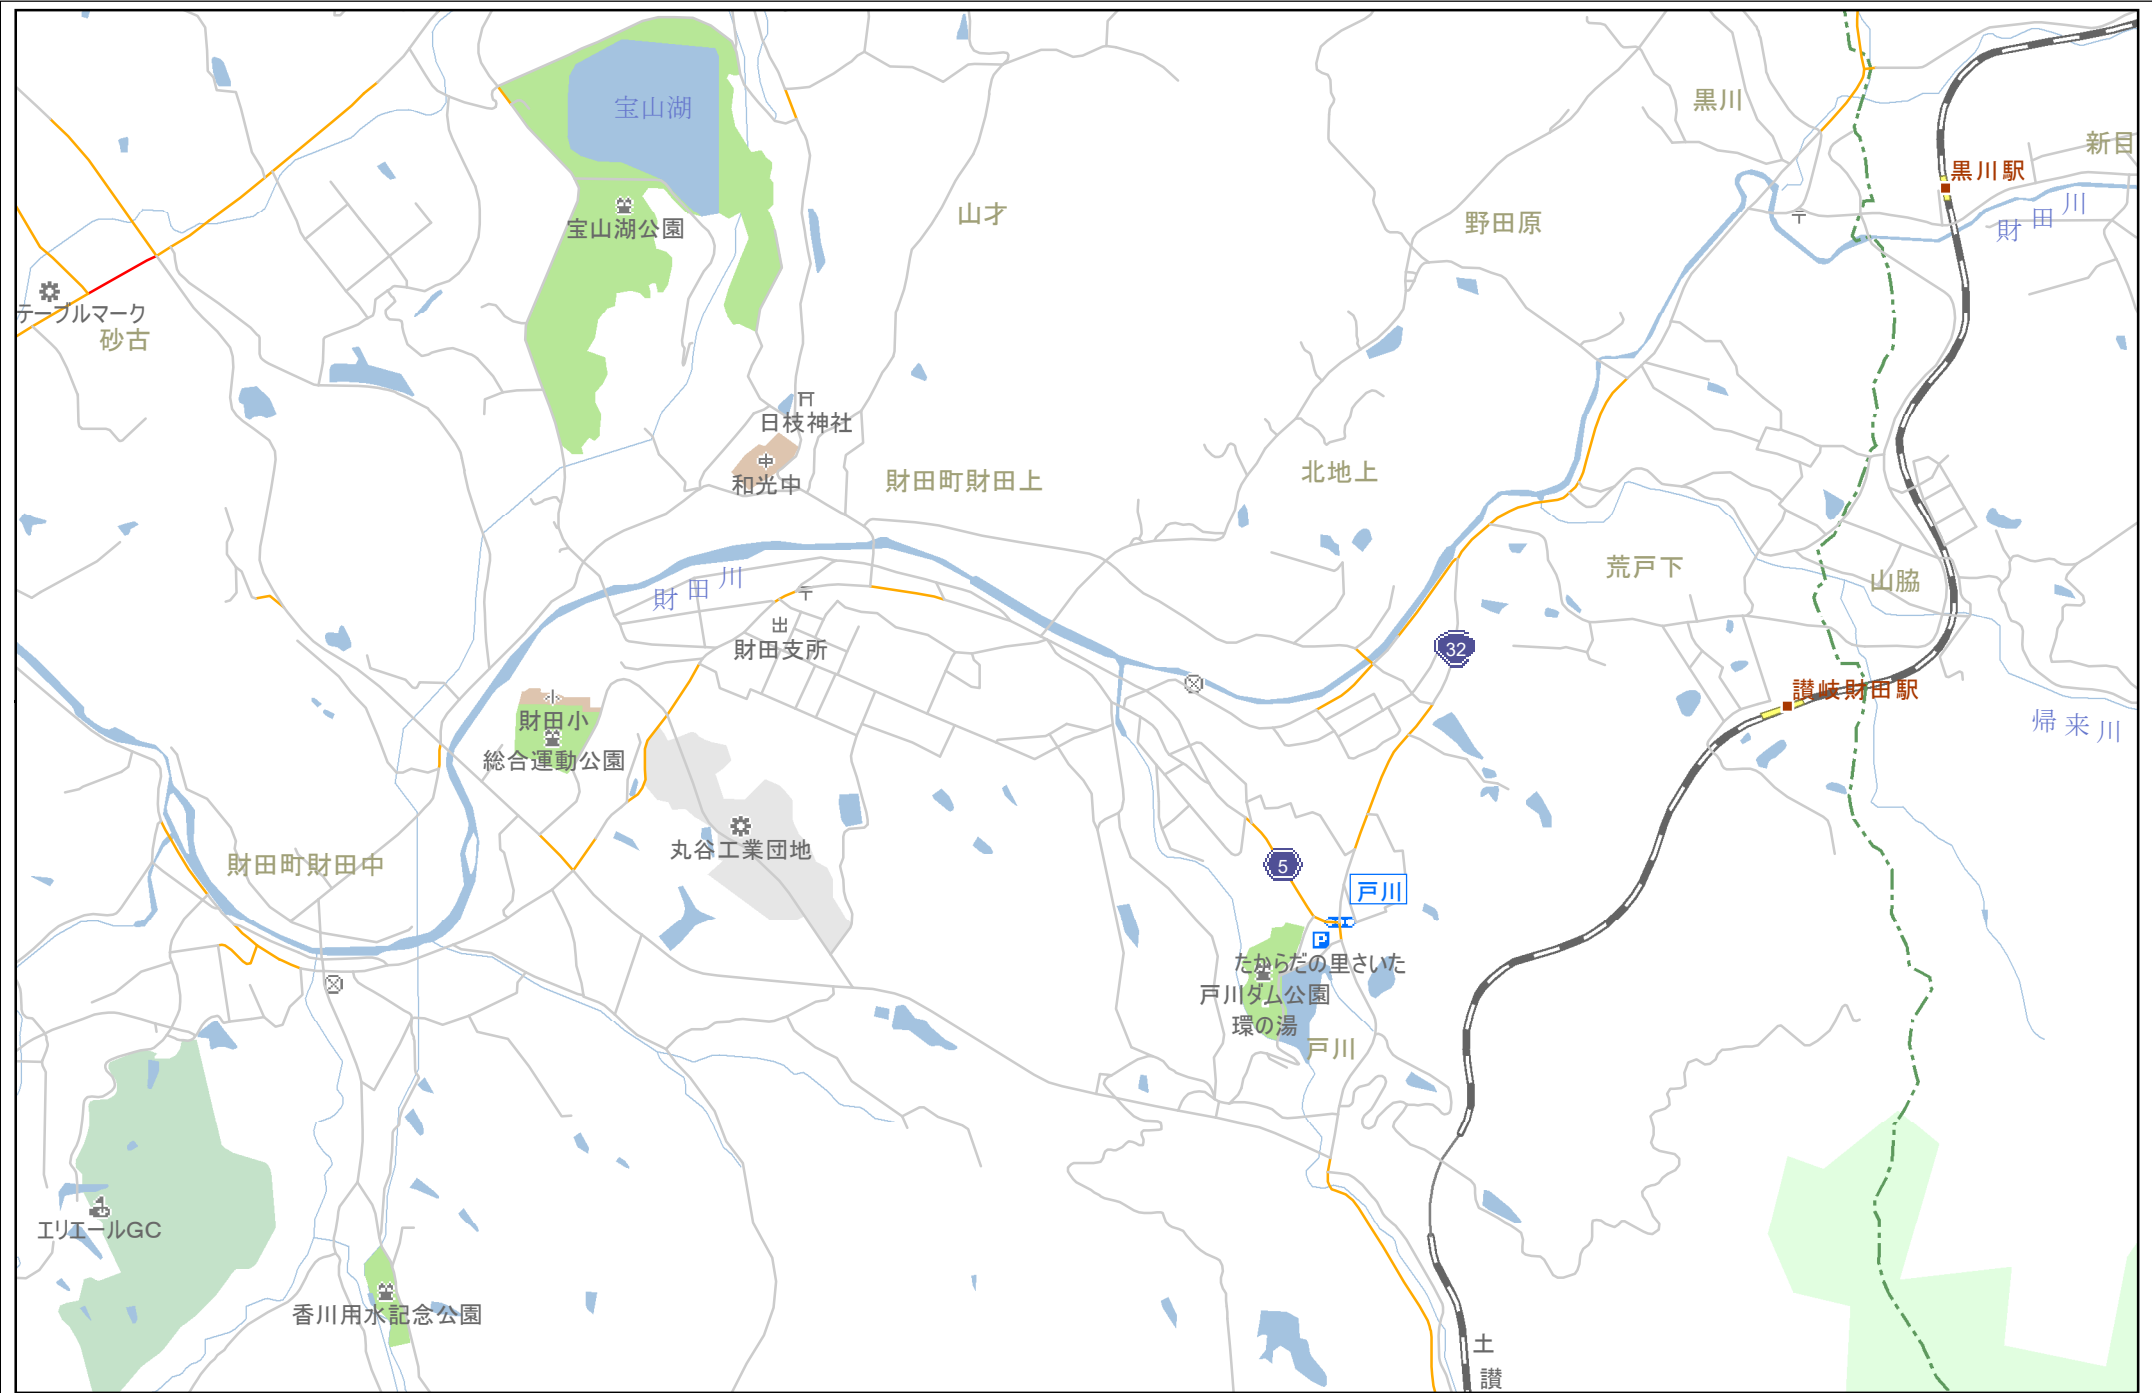 宝山湖
黒川
新目
黒川駅
宝山湖公園
山才
野田原
財田川
テーブルマーク
砂古
日枝神社
和光中
財田町財田上
北地上
財田川
荒戸下
山脇
財田支所
32
讃岐財田駅
財田小
帰来川
総合運動公園
丸谷工業団地
財田町財田中
5
戸川
P
たからだの里さいた
戸川ダム公園
環の湯
戸川
エリエールGC
香川用水記念公園
土
讃